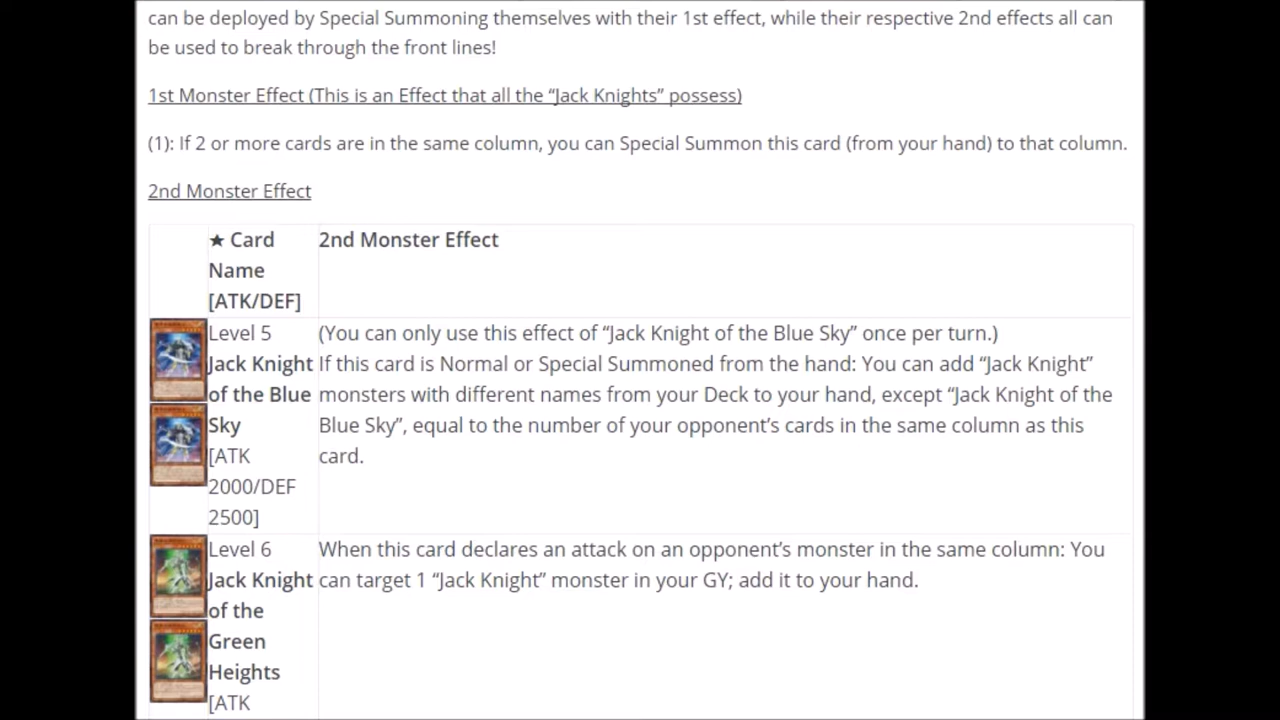 can be deployed by Special Summoning themselves with their 1st effect, while their respective 2nd effects all can
be used to break through the front lines!
1st Monster Effect (This is an Effect that all the “Jack Knights” possess)
(1): If 2 or more cards are in the same column, you can Special Summon this card (from your hand) to that column.
2nd Monster Effect
★ Card
Name
[ATK/DEF]
2nd Monster Effect
Level 5
Jack Knight
of the Blue
Sky
[ATK
2000/DEF
2500]
(You can only use this effect of “Jack Knight of the Blue Sky” once per turn.)
If this card is Normal or Special Summoned from the hand: You can add “Jack Knight”
monsters with different names from your Deck to your hand, except “Jack Knight of the
Blue Sky”, equal to the number of your opponent’s cards in the same column as this
card.
Level 6
Jack Knight
of the
Green
Heights
[ATK
When this card declares an attack on an opponent’s monster in the same column: You
can target 1 “Jack Knight” monster in your GY; add it to your hand.